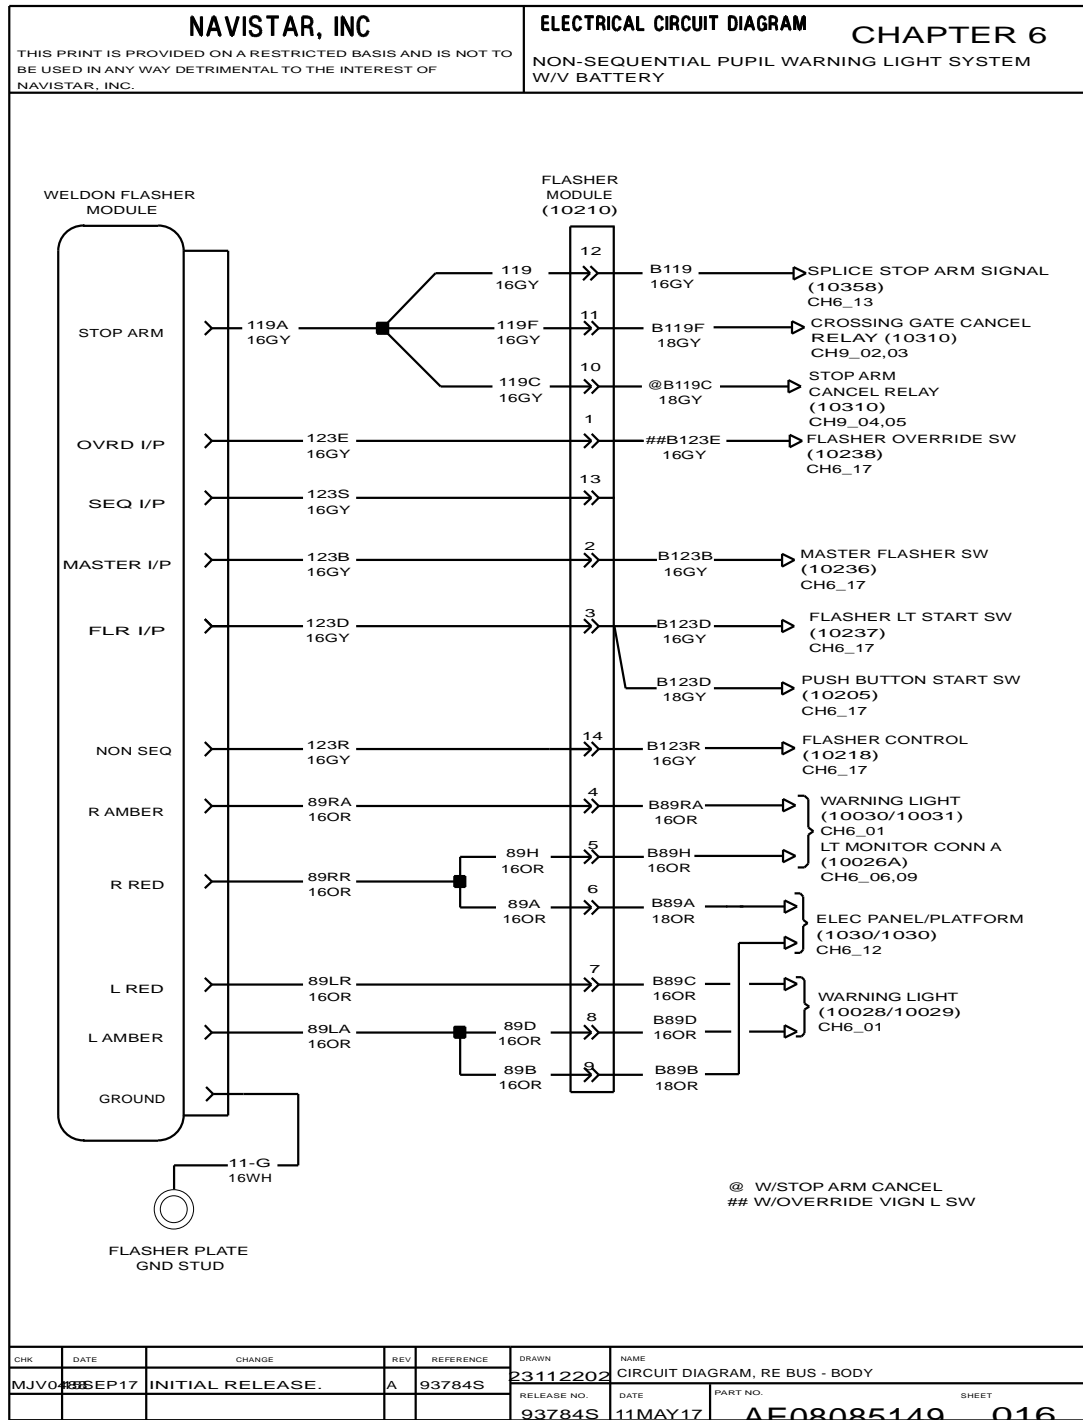 NAVISTAR, INC
THIS PRINT IS PROVIDED ON A RESTRICTED BASIS AND IS NOT TO
BE USED IN ANY WAY DETRIMENTAL TO THE INTEREST OF
NAVISTAR, INC.
ELECTRICAL CIRCUIT DIAGRAM
CHAPTER 6
NON-SEQUENTIAL PUPIL WARNING LIGHT SYSTEM
W/V BATTERY
WELDON FLASHER
MODULE
FLASHER
MODULE
(10210)
12
119
16GY
B119
16GY
SPLICE STOP ARM SIGNAL
(10358)
CH6_13
STOP ARM
119A
16GY
119F
16GY
11
B119F
18GY
CROSSING GATE CANCEL
RELAY (10310)
CH9_02,03
119C
16GY
10
@B119C
18GY
STOP ARM
CANCEL RELAY
(10310)
CH9_04,05
OVRD I/P
123E
16GY
1
##B123E
16GY
FLASHER OVERRIDE SW
(10238)
CH6_17
SEQ I/P
123S
16GY
13
MASTER I/P
123B
16GY
2
B123B
16GY
MASTER FLASHER SW
(10236)
CH6_17
FLR I/P
123D
16GY
3
B123D
16GY
FLASHER LT START SW
(10237)
CH6_17
B123D
18GY
PUSH BUTTON START SW
(10205)
CH6_17
NON SEQ
123R
16GY
14
B123R
16GY
FLASHER CONTROL
(10218)
CH6_17
R AMBER
89RA
16OR
4
B89RA
16OR
WARNING LIGHT
(10030/10031)
CH6_01
LT MONITOR CONN A
(10026A)
CH6_06,09
R RED
89RR
16OR
89H
16OR
5
B89H
16OR
89A
16OR
6
B89A
18OR
ELEC PANEL/PLATFORM
(1030/1030)
CH6_12
L RED
89LR
16OR
7
B89C
16OR
WARNING LIGHT
(10028/10029)
CH6_01
L AMBER
89LA
16OR
89D
16OR
8
B89D
16OR
89B
16OR
9
B89B
18OR
GROUND
11-G
16WH
FLASHER PLATE
GND STUD
@ W/STOP ARM CANCEL
## W/OVERRIDE VIGN L SW
CHK DATE CHANGE REV REFERENCE
INITIAL RELEASE. A 93784S
DRAWN
23112202
NAME
CIRCUIT DIAGRAM, RE BUS - BODY
RELEASE NO.
93784S
DATE
11MAY17
PART NO.
AE08085149
SHEET
016